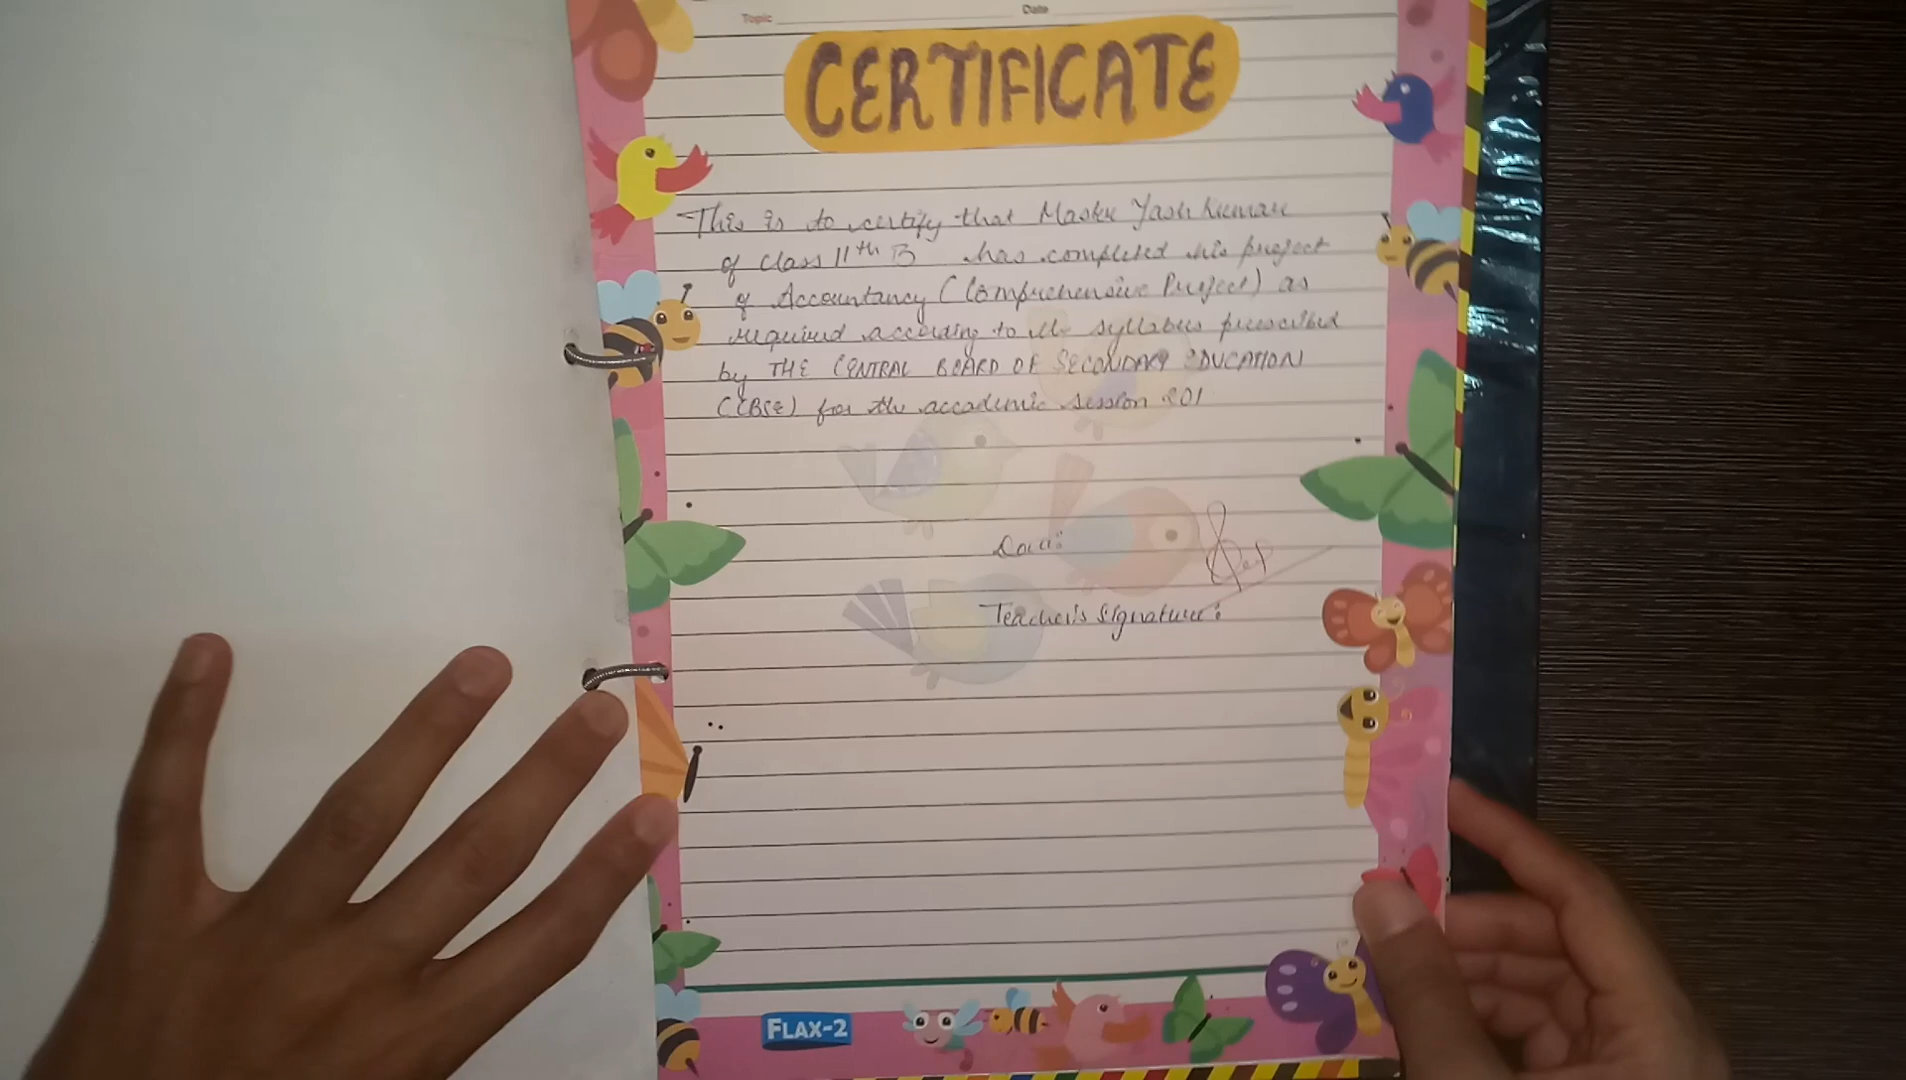 Topic Date
CERTIFICATE
This is to certify that Master Yash Kumar
of class 11th B has completed his project
of Accountancy (Comprehensive Project) as
required according to the syllabus prescribed
by THE CENTRAL BOARD OF SECONDARY EDUCATION
(CBSE) for the accademic session 201
Teacher's Signature:
FLAX-2